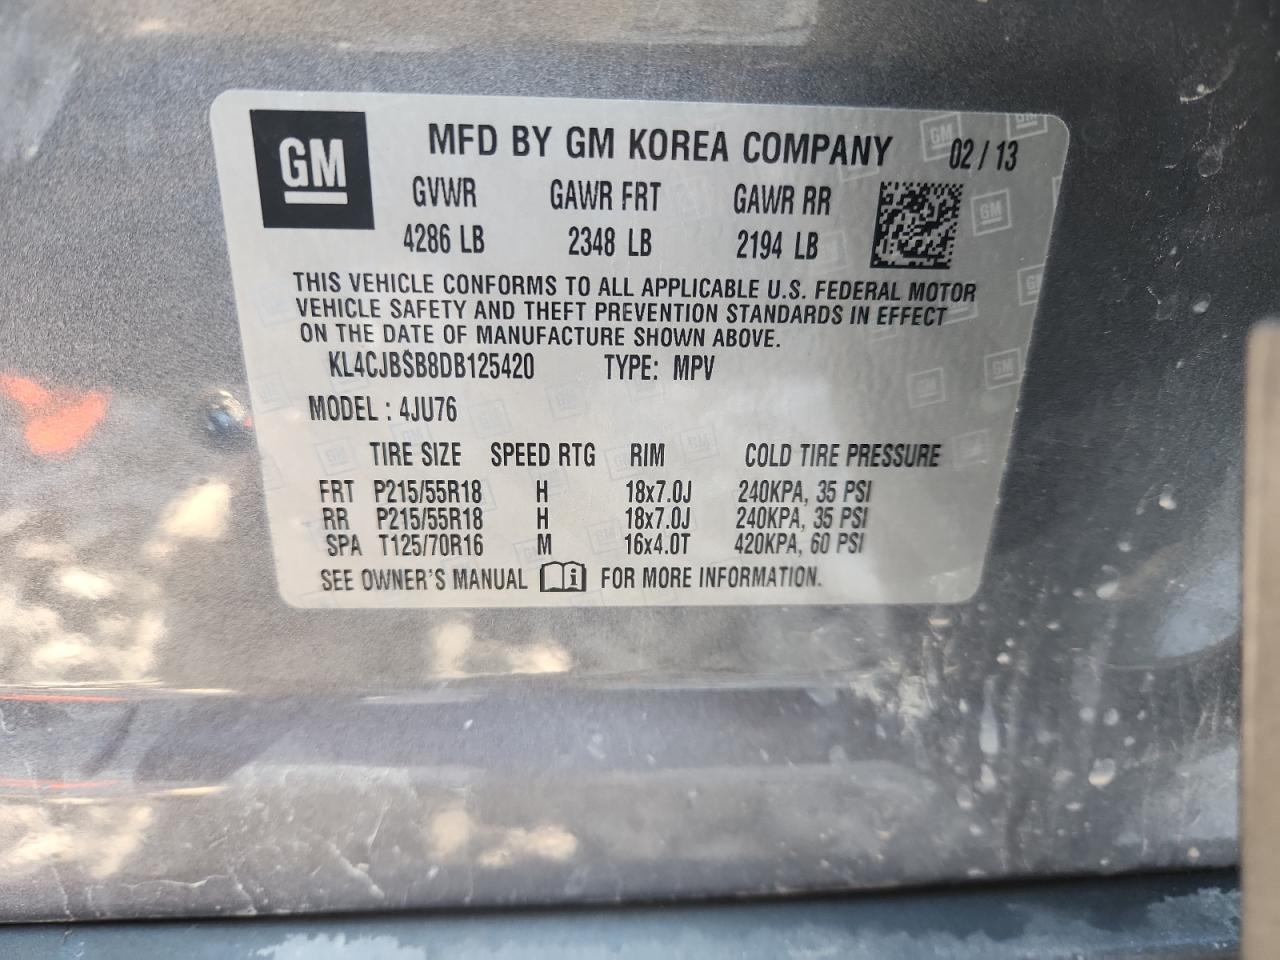 GM
MFD BY GM KOREA COMPANY 02 / 13
GVWR GAWR FRT GAWR RR
4286 LB 2348 LB 2194 LB
THIS VEHICLE CONFORMS TO ALL APPLICABLE U.S. FEDERAL MOTOR
VEHICLE SAFETY AND THEFT PREVENTION STANDARDS IN EFFECT
ON THE DATE OF MANUFACTURE SHOWN ABOVE.
KL4CJBSB8DB125420 TYPE: MPV
MODEL : 4JU76
TIRE SIZE SPEED RTG RIM COLD TIRE PRESSURE
FRT P215/55R18 H 18x7.0J 240KPA, 35 PSI
RR P215/55R18 H 18x7.0J 240KPA, 35 PSI
SPA T125/70R16 M 16x4.0T 420KPA, 60 PSI
SEE OWNER'S MANUAL FOR MORE INFORMATION.